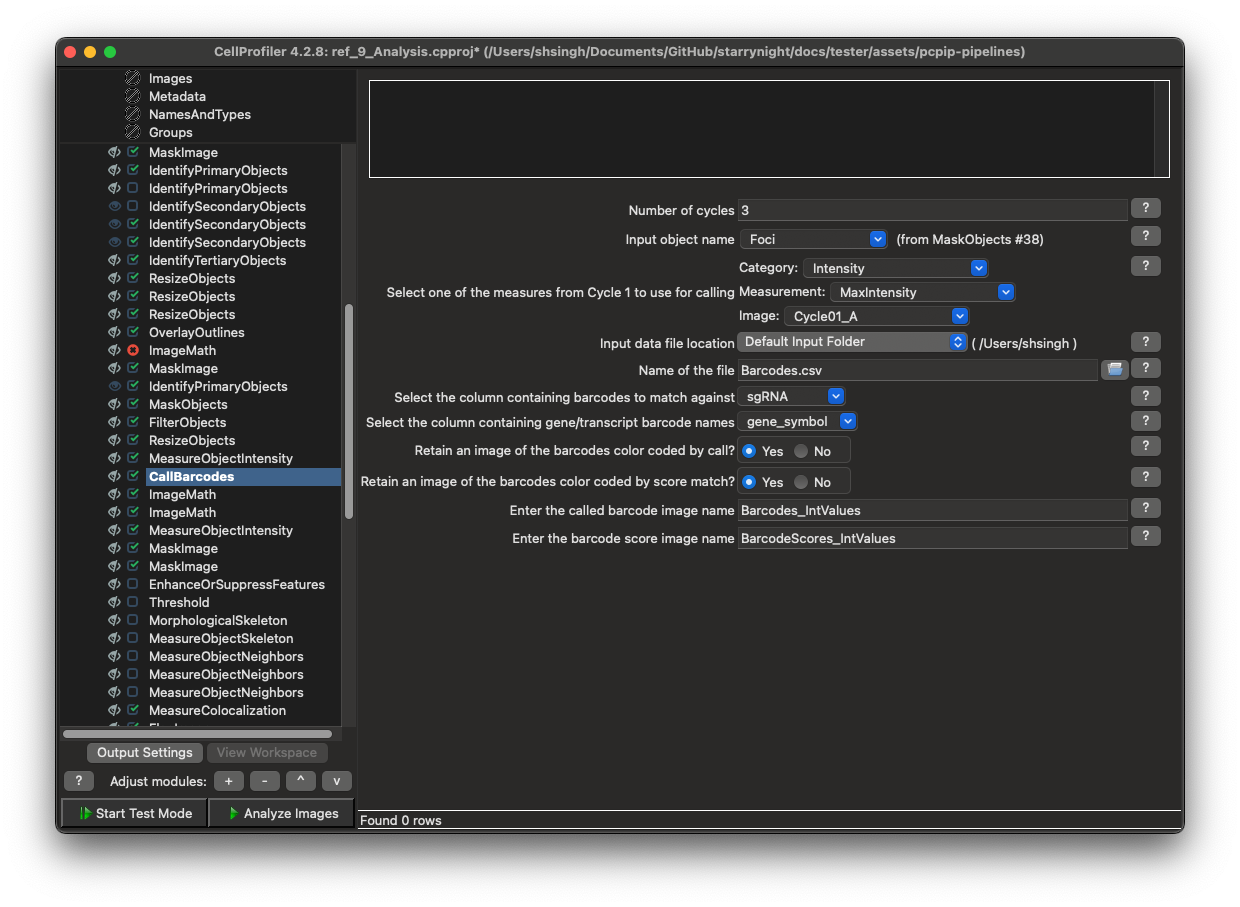 CellProfiler 4.2.8: ref_9_Analysis.cpproj* (/Users/shsingh/Documents/GitHub/starrynight/docs/tester/assets/pcpip-pipelines)
Images
Metadata
NamesAndTypes
Groups
MaskImage
IdentifyPrimaryObjects
IdentifyPrimaryObjects
IdentifySecondaryObjects
IdentifySecondaryObjects
IdentifySecondaryObjects
IdentifyTertiaryObjects
ResizeObjects
ResizeObjects
ResizeObjects
OverlayOutlines
ImageMath
MaskImage
IdentifyPrimaryObjects
MaskObjects
FilterObjects
ResizeObjects
MeasureObjectIntensity
CallBarcodes
ImageMath
ImageMath
MeasureObjectIntensity
MaskImage
MaskImage
EnhanceOrSuppressFeatures
Threshold
MorphologicalSkeleton
MeasureObjectSkeleton
MeasureObjectNeighbors
MeasureObjectNeighbors
MeasureObjectNeighbors
MeasureColocalization
Output Settings View Workspace
? Adjust modules: + - ^ v
Start Test Mode Analyze Images
Number of cycles 3 ?
Input object name Foci (from MaskObjects #38) ?
Category: Intensity ?
Select one of the measures from Cycle 1 to use for calling Measurement: MaxIntensity
Image: Cycle01_A
Input data file location Default Input Folder ( /Users/shsingh ) ?
Name of the file Barcodes.csv ?
Select the column containing barcodes to match against sgRNA ?
Select the column containing gene/transcript barcode names gene_symbol ?
Retain an image of the barcodes color coded by call? Yes No ?
Retain an image of the barcodes color coded by score match? Yes No ?
Enter the called barcode image name Barcodes_IntValues ?
Enter the barcode score image name BarcodeScores_IntValues ?
Found 0 rows